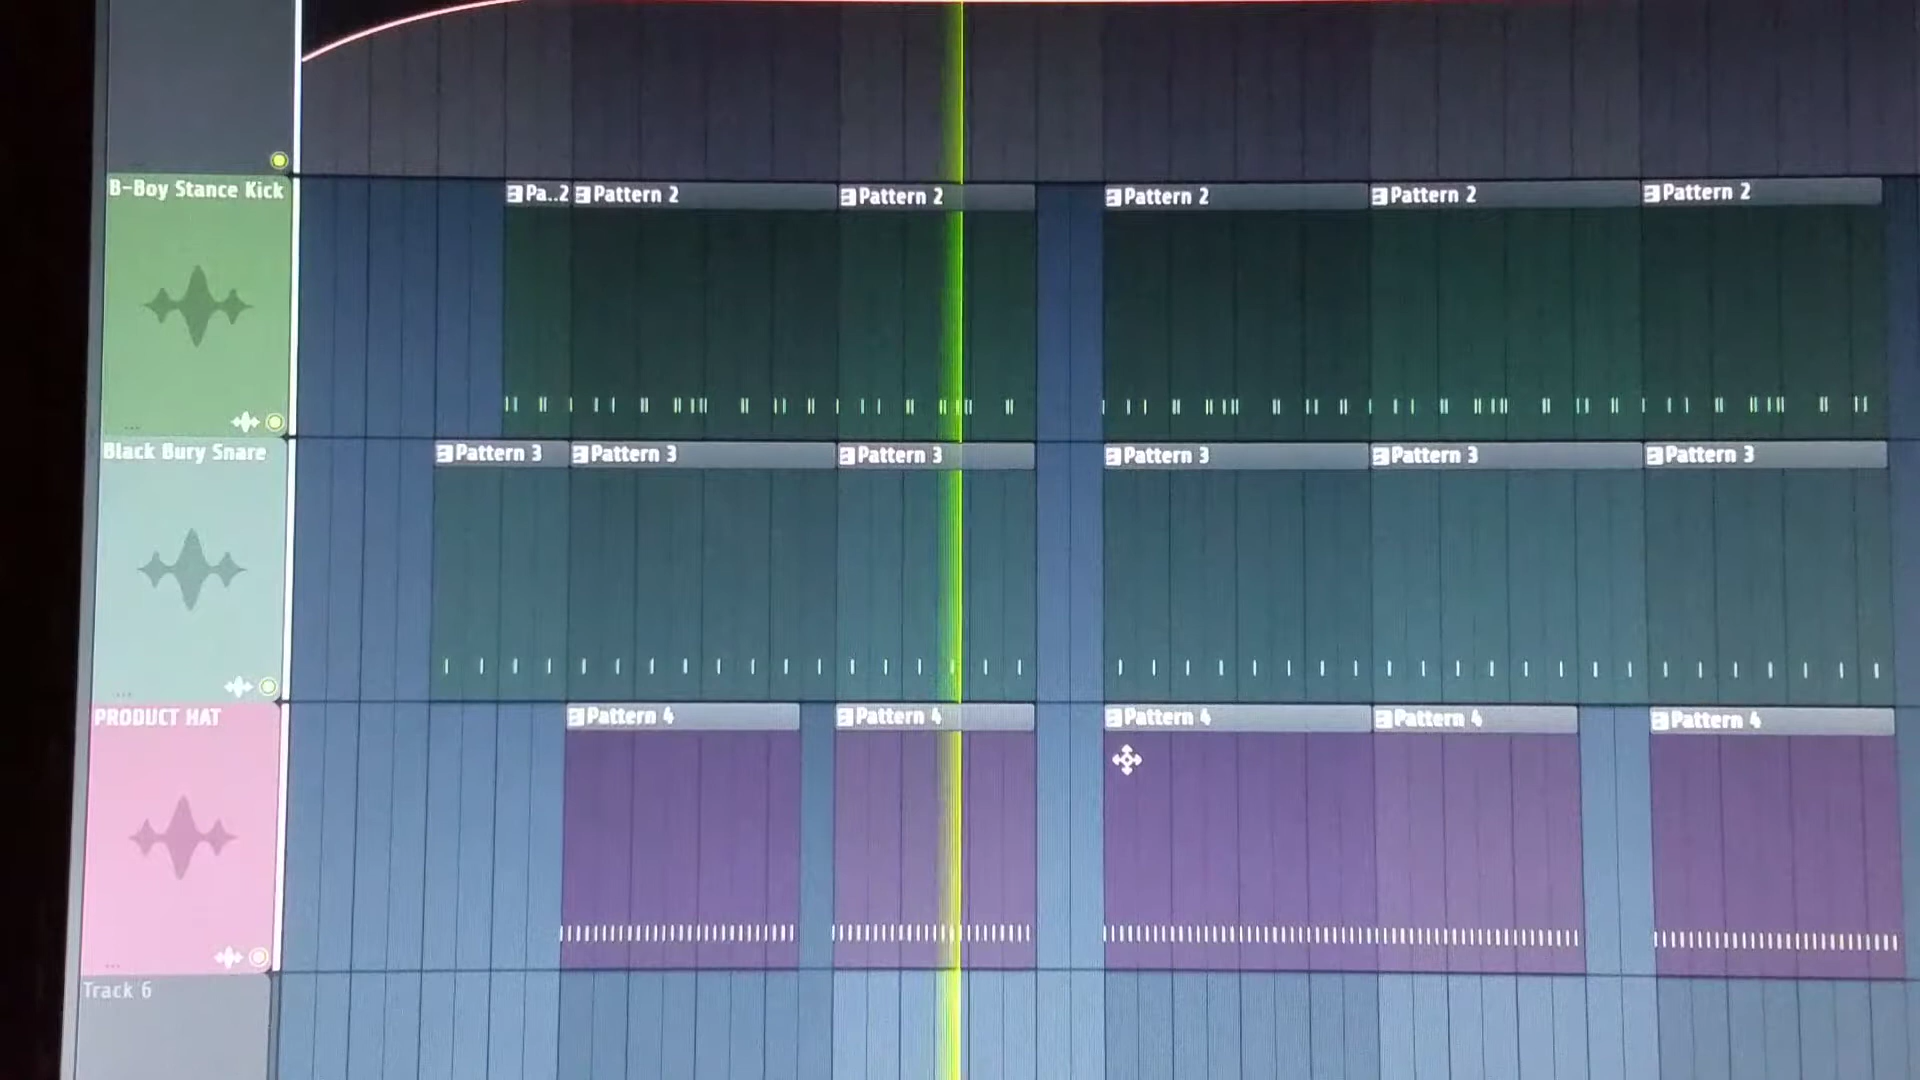 B-Boy Stance Kick
Pa..2 Pattern 2 Pattern 2 Pattern 2 Pattern 2 Pattern 2
Black Bury Snare
Pattern 3 Pattern 3 Pattern 3 Pattern 3 Pattern 3 Pattern 3
PRODUCT HAT
Pattern 4 Pattern 4 Pattern 4 Pattern 4 Pattern 4
Track 6